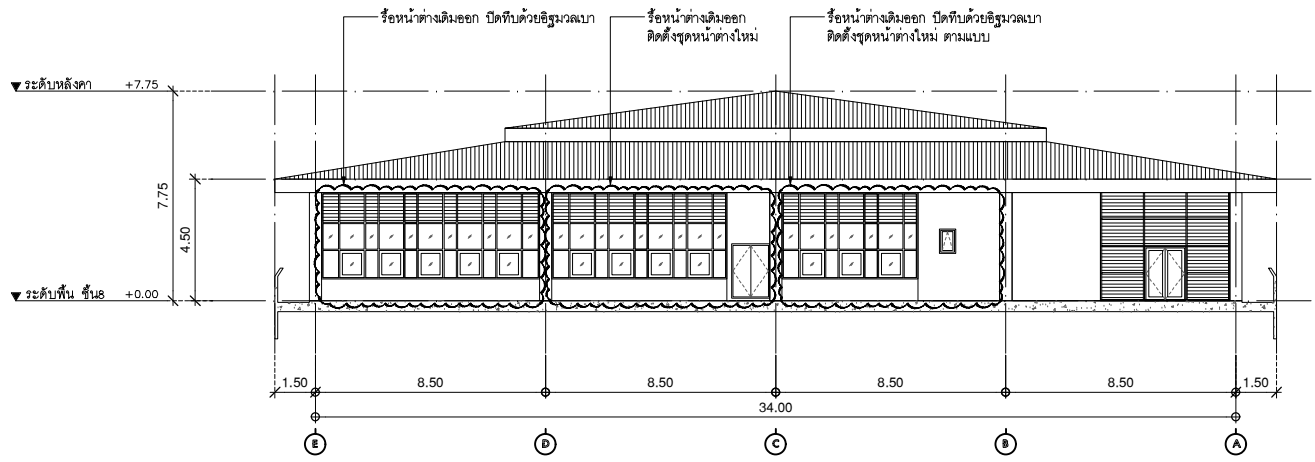 รื้อหน้าต่างเดิมออก ปิดทึบด้วยอิฐมวลเบา
รื้อหน้าต่างเดิมออก
ติดตั้งชุดหน้าต่างใหม่
รื้อหน้าต่างเดิมออก ปิดทึบด้วยอิฐมวลเบา
ติดตั้งชุดหน้าต่างใหม่ ตามแบบ
ระดับหลังคา +7.75
7.75
4.50
ระดับพื้น ชั้น8 +0.00
1.50 8.50 8.50 8.50 8.50 1.50
34.00
E D C B A